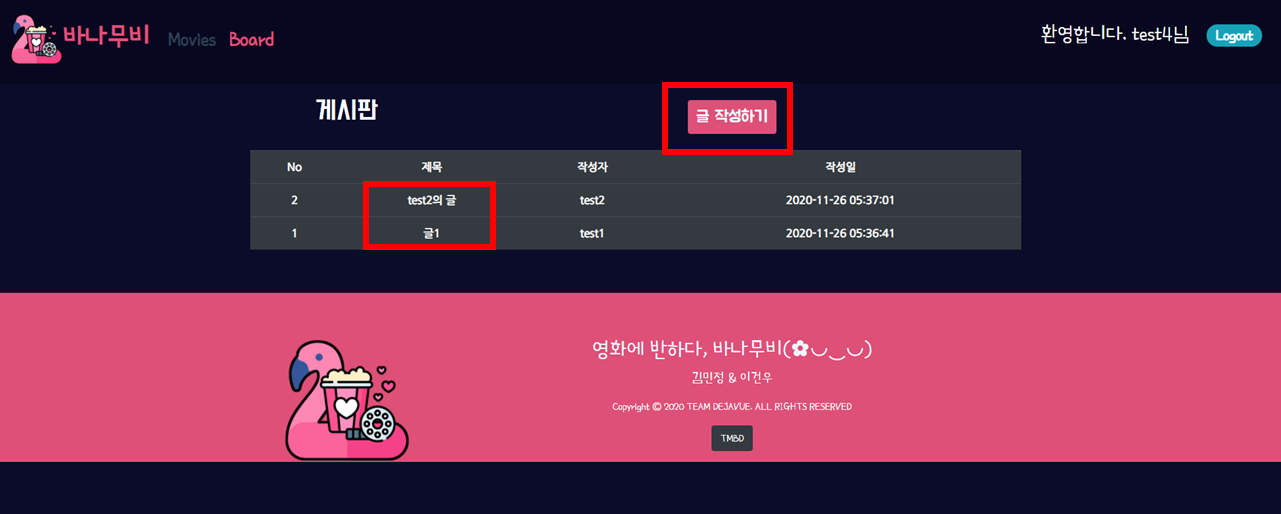 바나무비 Movies Board 환영합니다. test4님 Logout
게시판 글 작성하기
No 제목 작성자 작성일
2 test2의 글 test2 2020-11-26 05:37:01
1 글1 test1 2020-11-26 05:36:41
영화에 반하다, 바나무비(✿◡‿◡)
김민정 & 이건우
Copyright © 2020 TEAM DEJAVUE. ALL RIGHTS RESERVED
TMBD